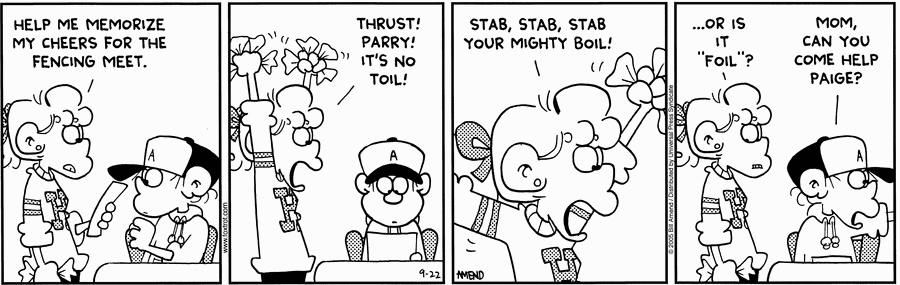 HELP ME MEMORIZE
MY CHEERS FOR THE
FENCING MEET.
A
www.foxtrot.com
THRUST!
PARRY!
IT'S NO
TOIL!
A
9-22
STAB, STAB, STAB
YOUR MIGHTY BOIL!
AMEND
© 2005 Bill Amend / Distributed by Universal Press Syndicate
...OR IS
IT
"FOIL"?
MOM,
CAN YOU
COME HELP
PAIGE?
A